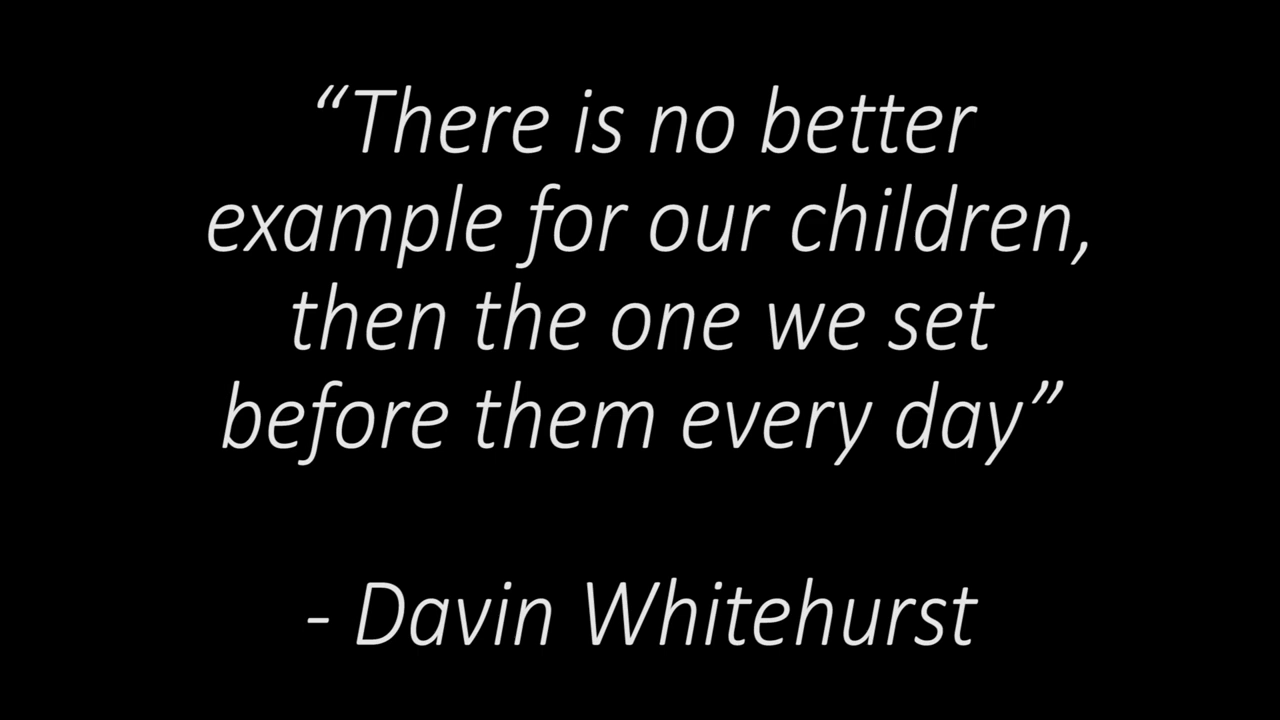 “There is no better
example for our children,
then the one we set
before them every day”
- Davin Whitehurst